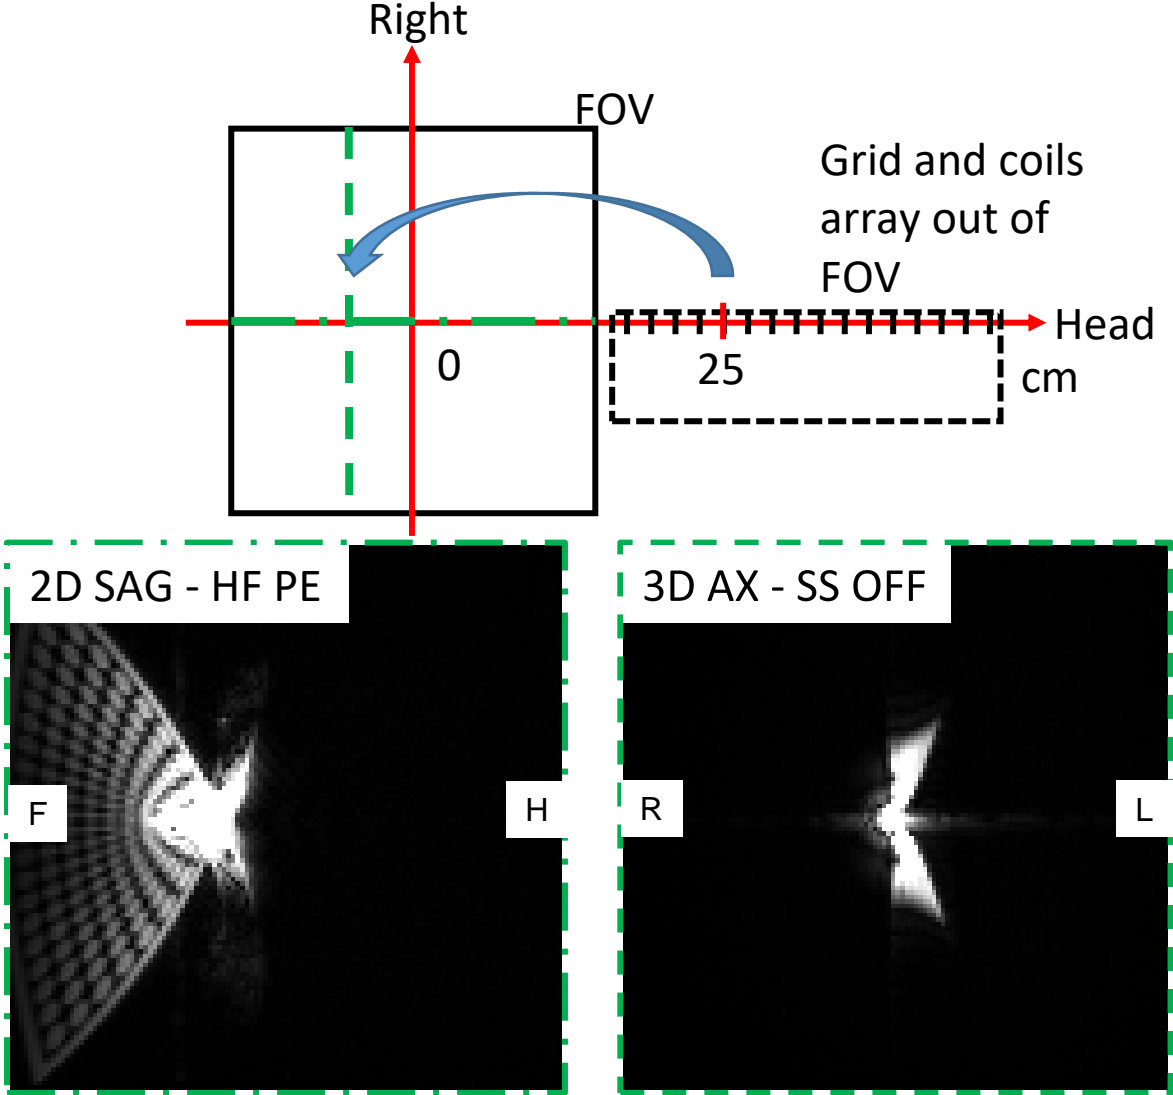 Right
FOV
Grid and coils
array out of
FOV
Head
0
25
cm
2D SAG - HF PE
3D AX - SS OFF
F
H
R
L